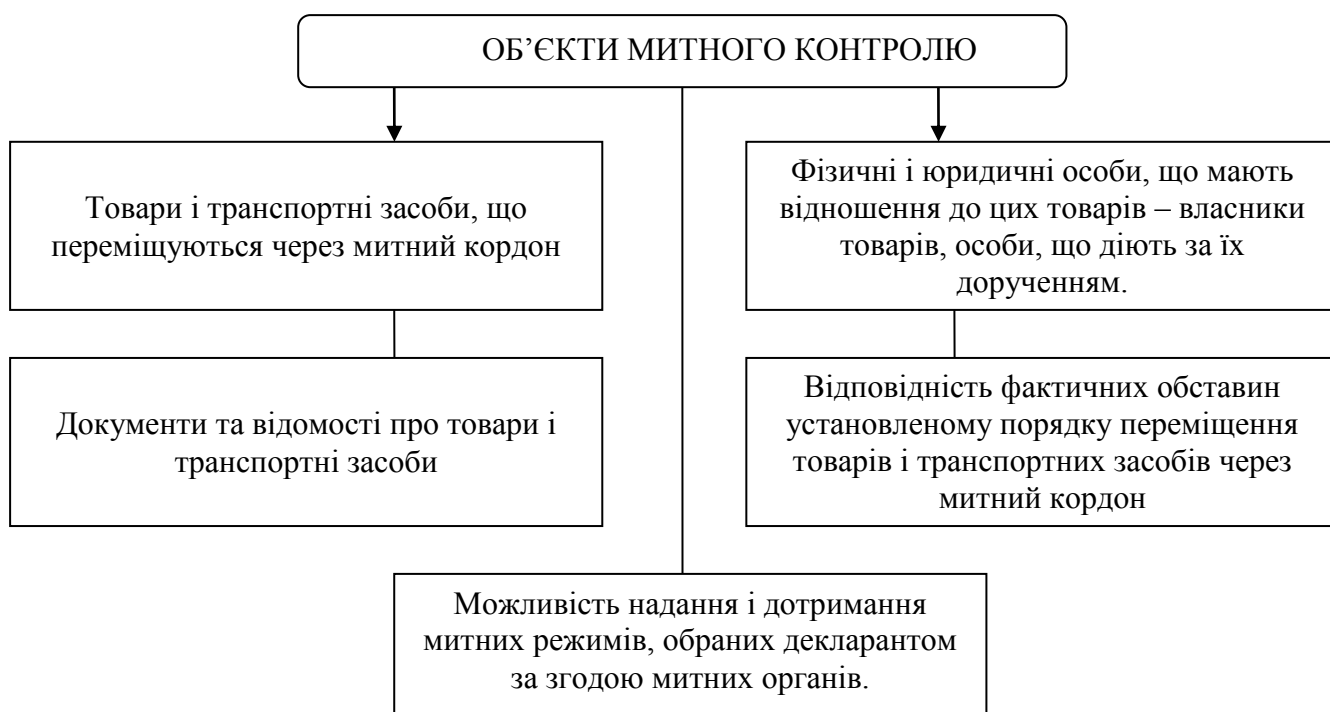 ОБ’ЄКТИ МИТНОГО КОНТРОЛЮ
Товари і транспортні засоби, що
переміщуються через митний кордон
Фізичні і юридичні особи, що мають
відношення до цих товарів – власники
товарів, особи, що діють за їх
дорученням.
Документи та відомості про товари і
транспортні засоби
Відповідність фактичних обставин
установленому порядку переміщення
товарів і транспортних засобів через
митний кордон
Можливість надання і дотримання
митних режимів, обраних декларантом
за згодою митних органів.